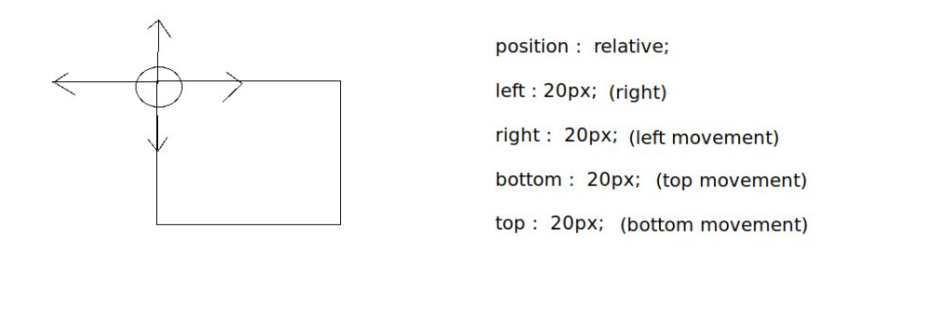 position : relative;
left : 20px; (right)
right : 20px; (left movement)
bottom : 20px; (top movement)
top : 20px; (bottom movement)